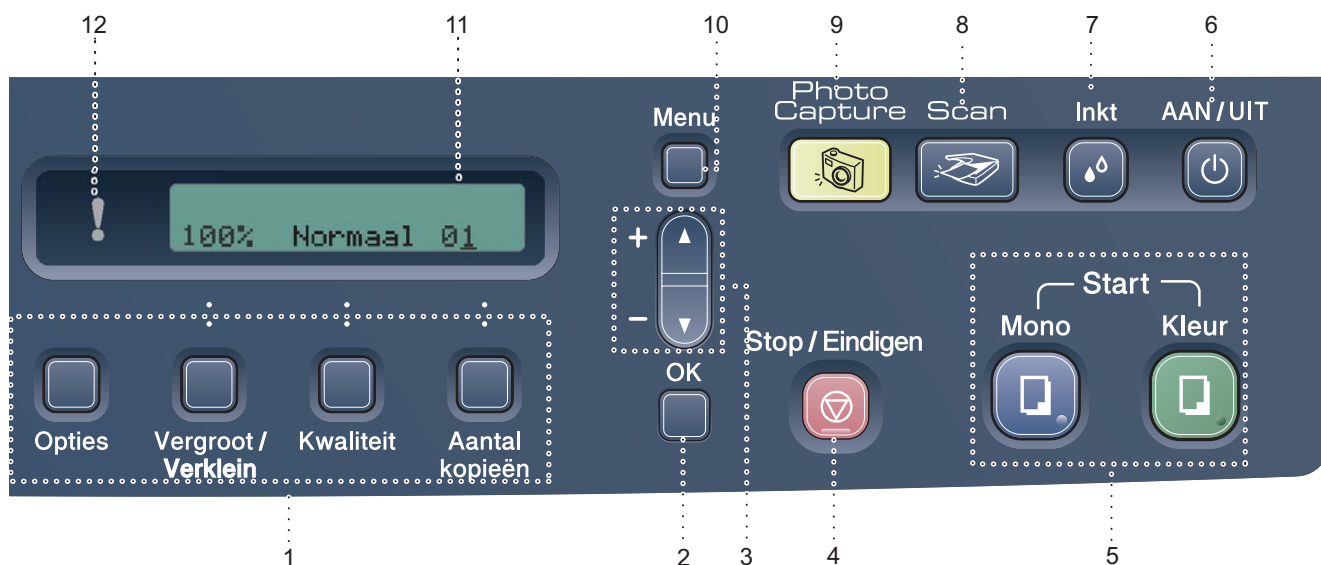 12
11
10
9
8
7
6
Photo
Capture
Scan
Inkt
AAN / UIT
Menu
100% Normaal 01
+
−
Start
Mono
Kleur
Stop / Eindigen
OK
Opties
Vergroot /
Verklein
Kwaliteit
Aantal
kopieën
1
2
3
4
5